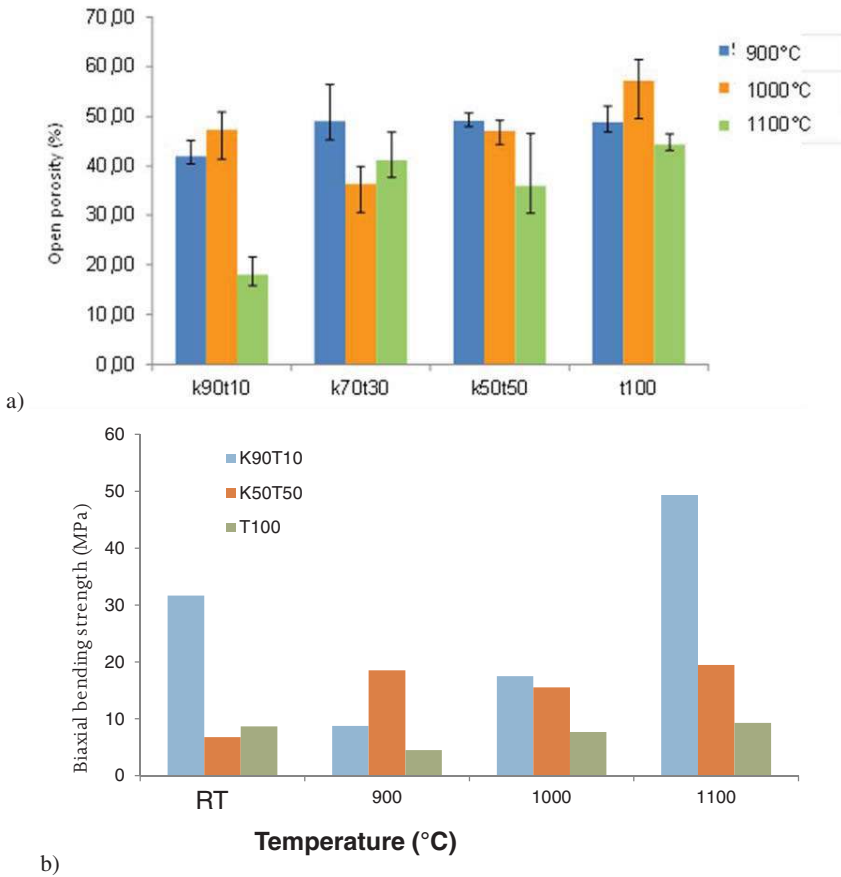 70,00
60,00
50,00
40,00
30,00
20,00
10,00
0,00
Open porosity (%)
k90t10 k70t30 k50t50 t100
900°C
1000°C
1100°C
a)
60
50
40
30
20
10
0
Biaxial bending strength (MPa)
K90T10
K50T50
T100
RT 900 1000 1100
Temperature (°C)
b)